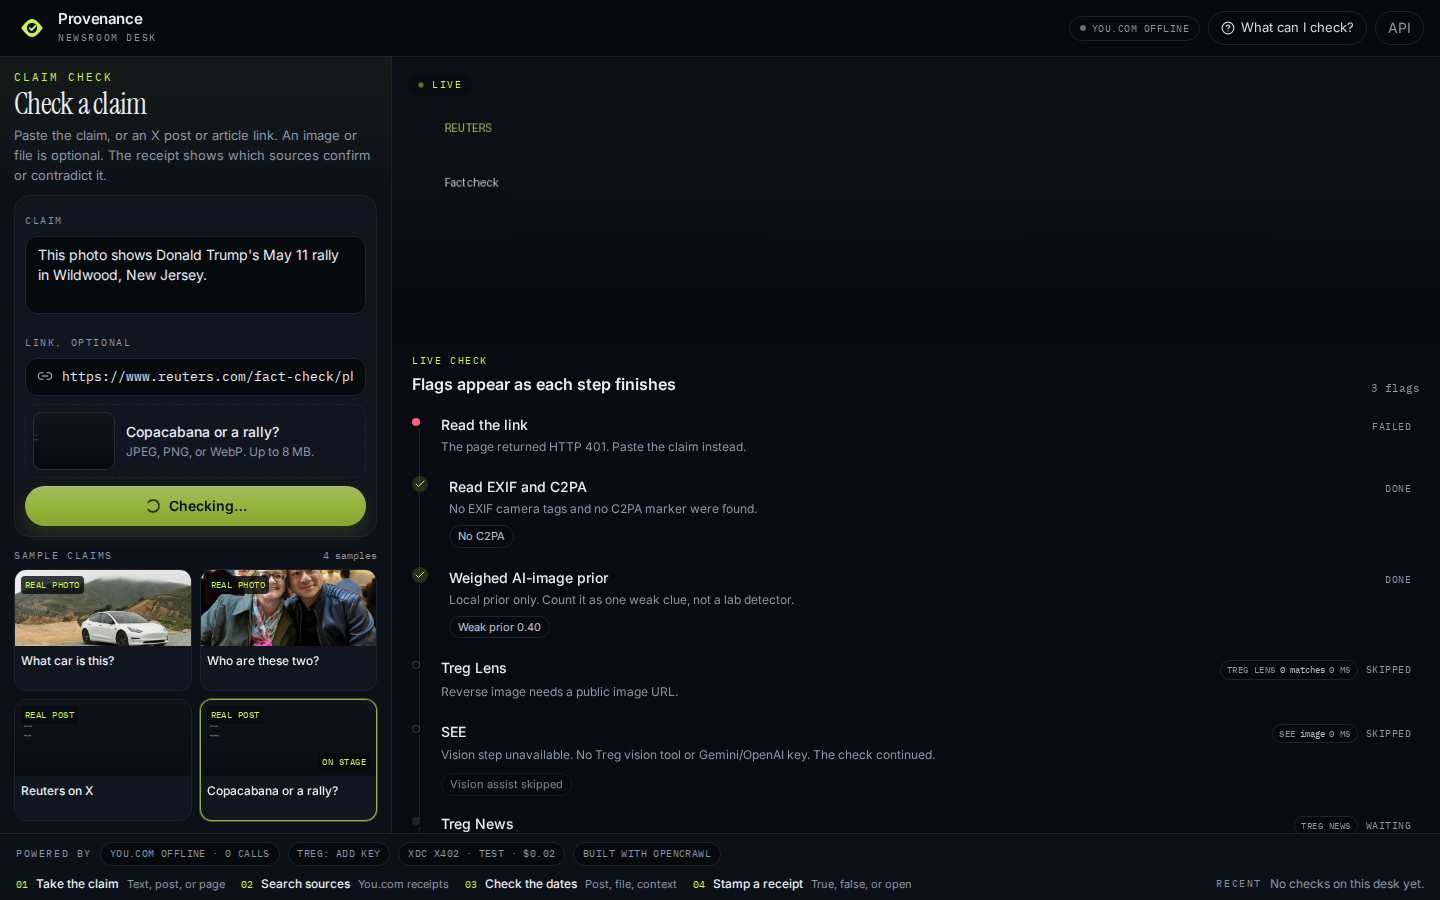 Provenance
NEWSROOM DESK
YOU.COM OFFLINE
What can I check?
API
CLAIM CHECK
Check a claim
Paste the claim, or an X post or article link. An image or
file is optional. The receipt shows which sources confirm
or contradict it.
CLAIM
This photo shows Donald Trump's May 11 rally
in Wildwood, New Jersey.
LINK, OPTIONAL
https://www.reuters.com/fact-check/pl
Copacabana or a rally?
JPEG, PNG, or WebP. Up to 8 MB.
Checking...
SAMPLE CLAIMS
4 samples
REAL PHOTO
What car is this?
REAL PHOTO
Who are these two?
REAL POST
Reuters on X
REAL POST
ON STAGE
Copacabana or a rally?
LIVE
REUTERS
Factcheck
LIVE CHECK
Flags appear as each step finishes
3 flags
Read the link
FAILED
The page returned HTTP 401. Paste the claim instead.
Read EXIF and C2PA
DONE
No EXIF camera tags and no C2PA marker were found.
No C2PA
Weighed AI-image prior
DONE
Local prior only. Count it as one weak clue, not a lab detector.
Weak prior 0.40
Treg Lens
TREG LENS 0 matches 0 MS
SKIPPED
Reverse image needs a public image URL.
SEE
SEE image 0 MS
SKIPPED
Vision step unavailable. No Treg vision tool or Gemini/OpenAI key. The check continued.
Vision assist skipped
Treg News
TREG NEWS
WAITING
POWERED BY
YOU.COM OFFLINE · 0 CALLS
TREG: ADD KEY
XDC X402 · TEST · $0.02
BUILT WITH OPENCRAWL
01 Take the claim Text, post, or page
02 Search sources You.com receipts
03 Check the dates Post, file, context
04 Stamp a receipt True, false, or open
RECENT No checks on this desk yet.